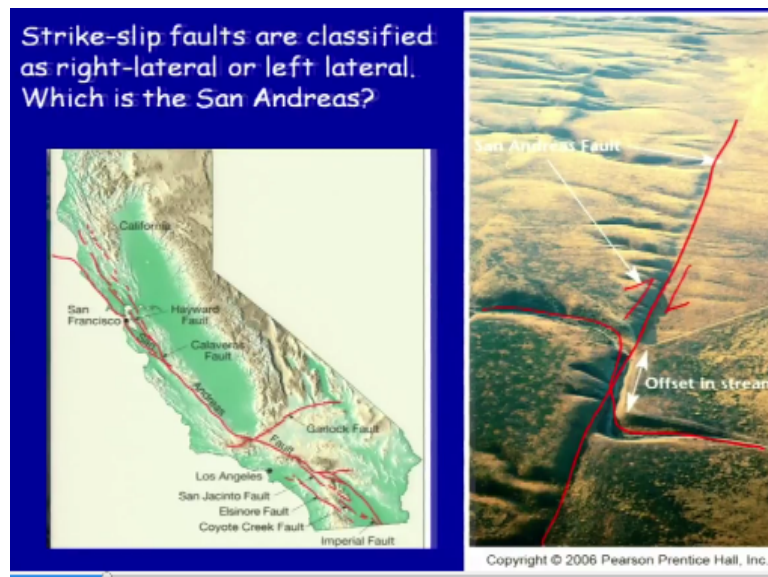 Strike-slip faults are classified
as right-lateral or left lateral.
Which is the San Andreas?
California
San
Francisco
Hayward
Fault
Calaveras
Fault
San
Andreas
Fault
Garlock Fault
Los Angeles
San Jacinto Fault
Elsinore Fault
Coyote Creek Fault
Imperial Fault
San Andreas Fault
Offset in stream
Copyright © 2006 Pearson Prentice Hall, Inc.